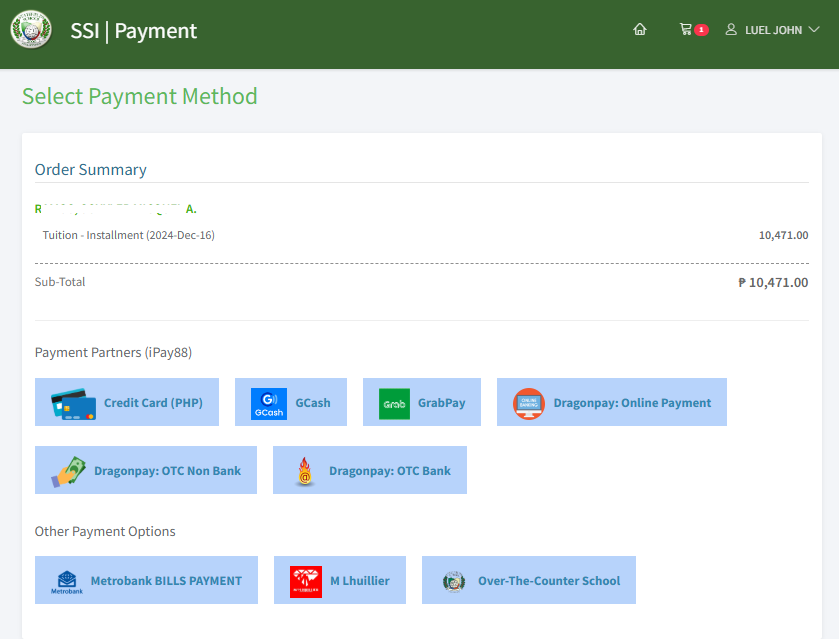 SSI | Payment
1
LUEL JOHN
Select Payment Method
Order Summary
A.
Tuition - Installment (2024-Dec-16) 10,471.00
Sub-Total ₱ 10,471.00
Payment Partners (iPay88)
Credit Card (PHP) GCash GCash Grab GrabPay ONLINE BANKING Dragonpay: Online Payment
Dragonpay: OTC Non Bank Dragonpay: OTC Bank
Other Payment Options
Metrobank Metrobank BILLS PAYMENT M Lhuillier Over-The-Counter School